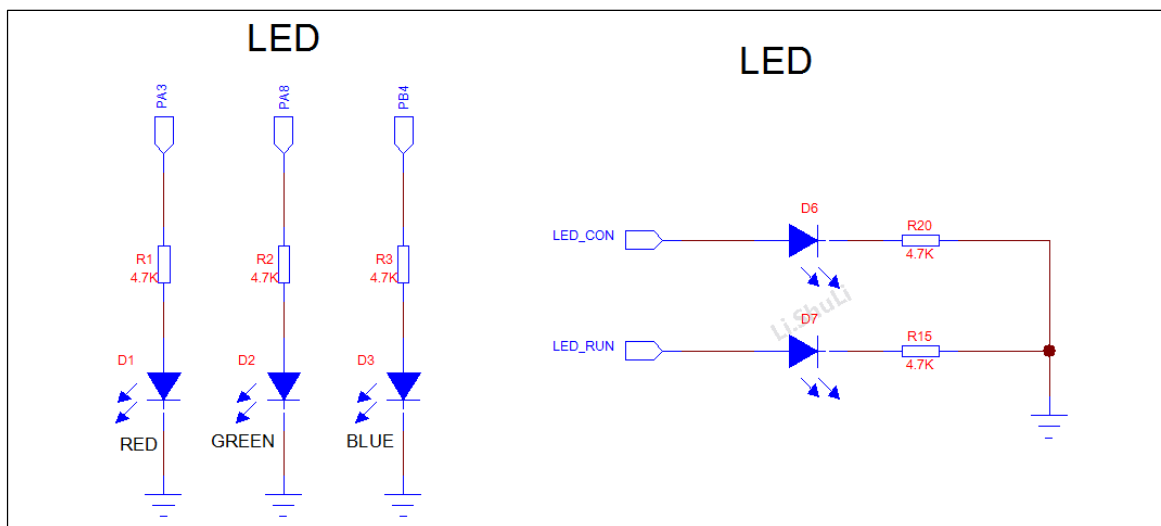 LED
PA3
PA8
PB4
R1
4.7K
R2
4.7K
R3
4.7K
D1
D2
D3
RED
GREEN
BLUE
LED
D6
LED_CON
R20
4.7K
Li.ShuLi
D7
LED_RUN
R15
4.7K